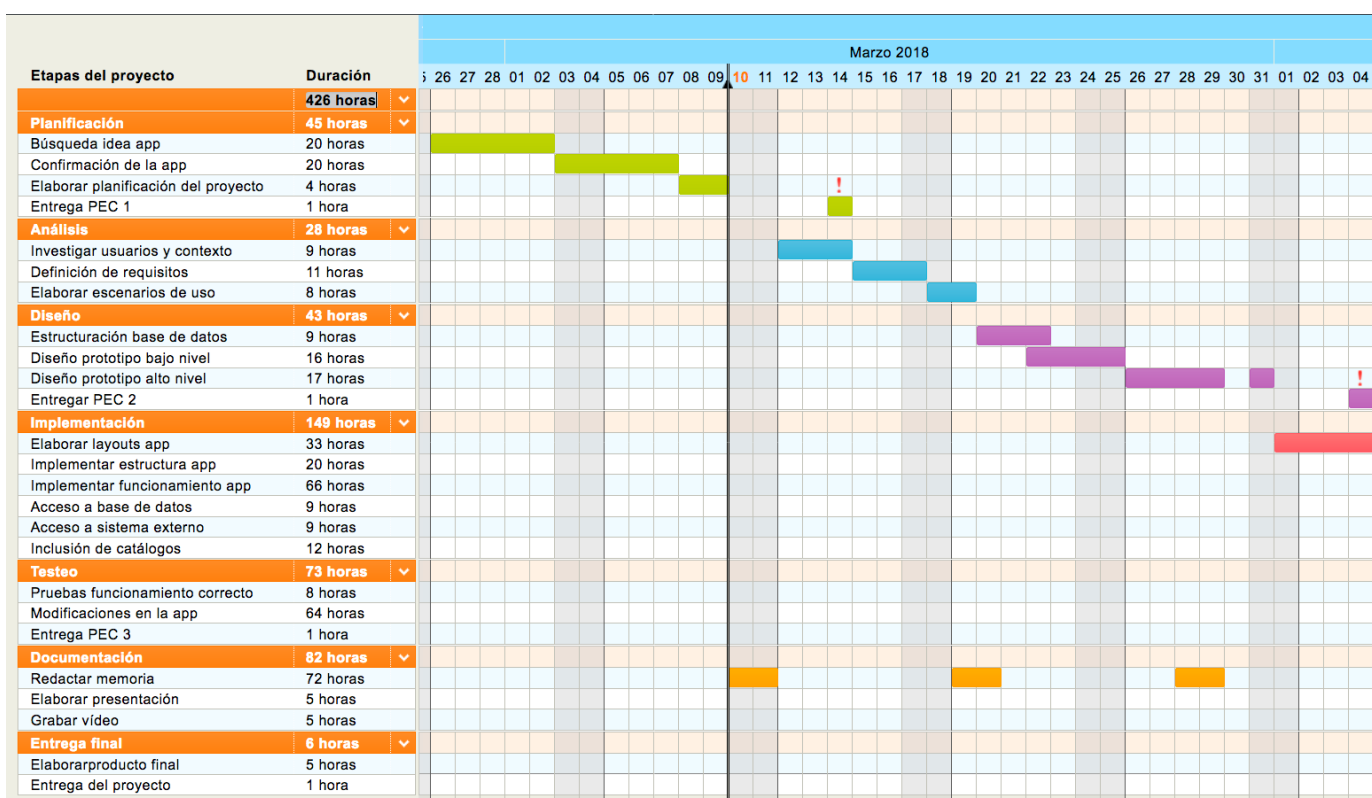 Marzo 2018
Etapas del proyecto Duración 26 27 28 01 02 03 04 05 06 07 08 09 10 11 12 13 14 15 16 17 18 19 20 21 22 23 24 25 26 27 28 29 30 31 01 02 03 04
426 horas
Planificación 45 horas
Búsqueda idea app 20 horas
Confirmación de la app 20 horas
Elaborar planificación del proyecto 4 horas !
Entrega PEC 1 1 hora
Análisis 28 horas
Investigar usuarios y contexto 9 horas
Definición de requisitos 11 horas
Elaborar escenarios de uso 8 horas
Diseño 43 horas
Estructuración base de datos 9 horas
Diseño prototipo bajo nivel 16 horas
Diseño prototipo alto nivel 17 horas !
Entregar PEC 2 1 hora
Implementación 149 horas
Elaborar layouts app 33 horas
Implementar estructura app 20 horas
Implementar funcionamiento app 66 horas
Acceso a base de datos 9 horas
Acceso a sistema externo 9 horas
Inclusión de catálogos 12 horas
Testeo 73 horas
Pruebas funcionamiento correcto 8 horas
Modificaciones en la app 64 horas
Entrega PEC 3 1 hora
Documentación 82 horas
Redactar memoria 72 horas
Elaborar presentación 5 horas
Grabar vídeo 5 horas
Entrega final 6 horas
Elaborarproducto final 5 horas
Entrega del proyecto 1 hora